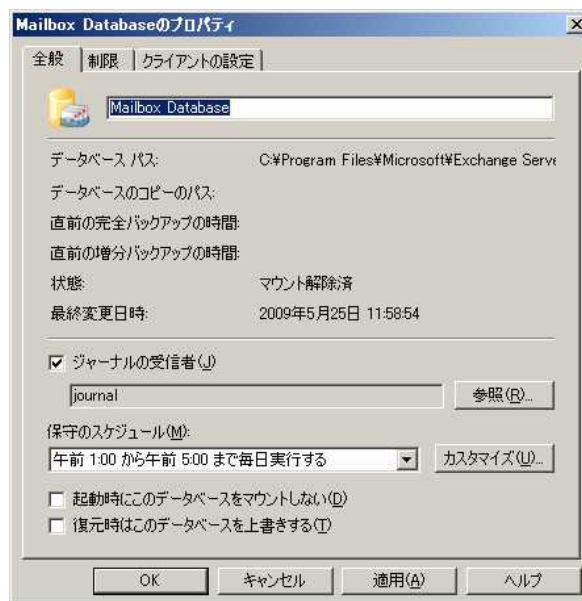 Mailbox Databaseのプロパティ
全般 制限 クライアントの設定
Mailbox Database
データベース パス: C:¥Program Files¥Microsoft¥Exchange Serve
データベースのコピーのパス:
直前の完全バックアップの時間:
直前の増分バックアップの時間:
状態: マウント解除済
最終変更日時: 2009年5月25日 11:58:54
ジャーナルの受信者(J)
journal 参照(R)...
保守のスケジュール(M):
午前 1:00 から午前 5:00 まで毎日実行する カスタマイズ(U)...
起動時にこのデータベースをマウントしない(D)
復元時はこのデータベースを上書きする(T)
OK キャンセル 適用(A) ヘルプ